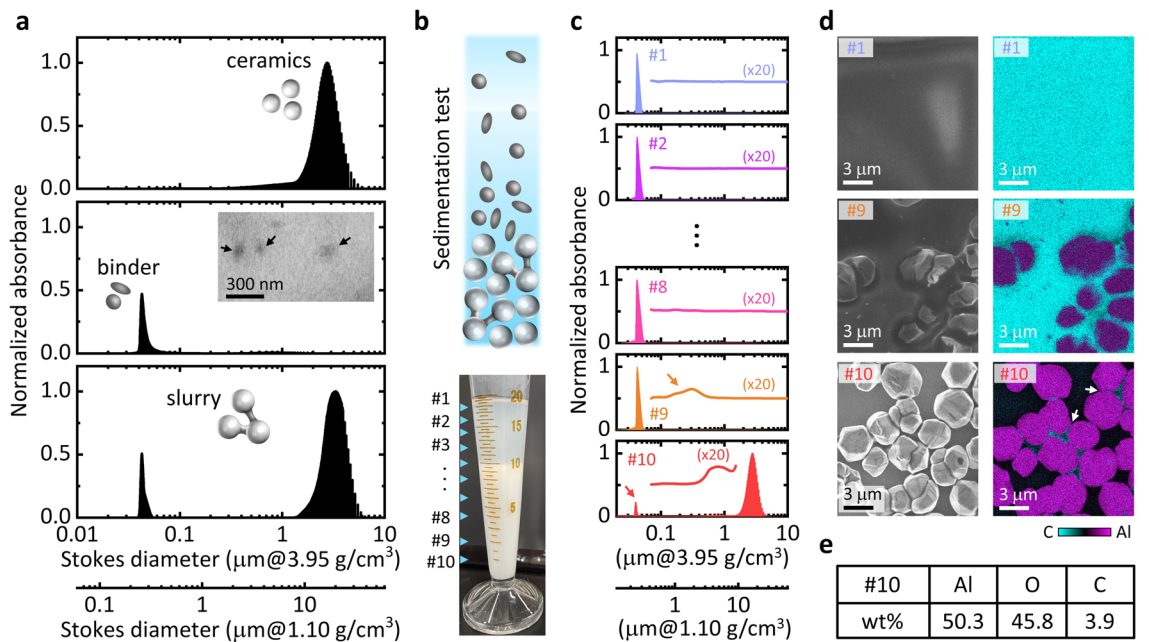 a
Normalized absorbance
1.0
0.5
0.0
ceramics
1.0
0.5
0.0
binder
300 nm
1.0
0.5
0.0
slurry
0.01 0.1 1 10
Stokes diameter (µm@3.95 g/cm³)
0.1 1 10
Stokes diameter (µm@1.10 g/cm³)
b
Sedimentation test
#1
#2
#3
⋮
#8
#9
#10
20
15
10
5
c
Normalized absorbance
1
0
#1
(x20)
1
0
#2
(x20)
⋮
1
0
#8
(x20)
1
0
#9
(x20)
1
0
#10
(x20)
0.1 1 10
(µm@3.95 g/cm³)
1 10
(µm@1.10 g/cm³)
d
#1
3 µm
#1
3 µm
#9
3 µm
#9
3 µm
#10
3 µm
#10
3 µm
C Al
e
#10 Al O C
wt% 50.3 45.8 3.9